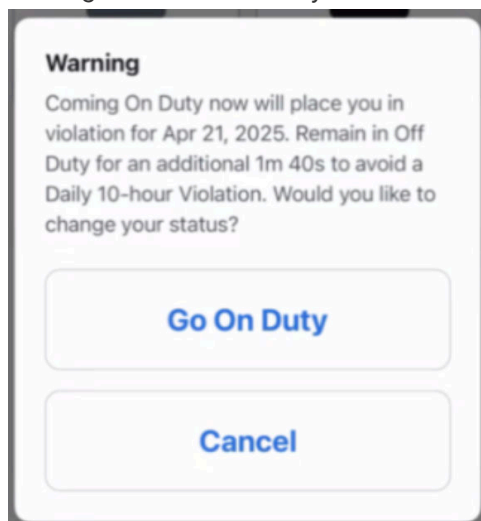 Warning
Coming On Duty now will place you in
violation for Apr 21, 2025. Remain in Off
Duty for an additional 1m 40s to avoid a
Daily 10-hour Violation. Would you like to
change your status?
Go On Duty
Cancel